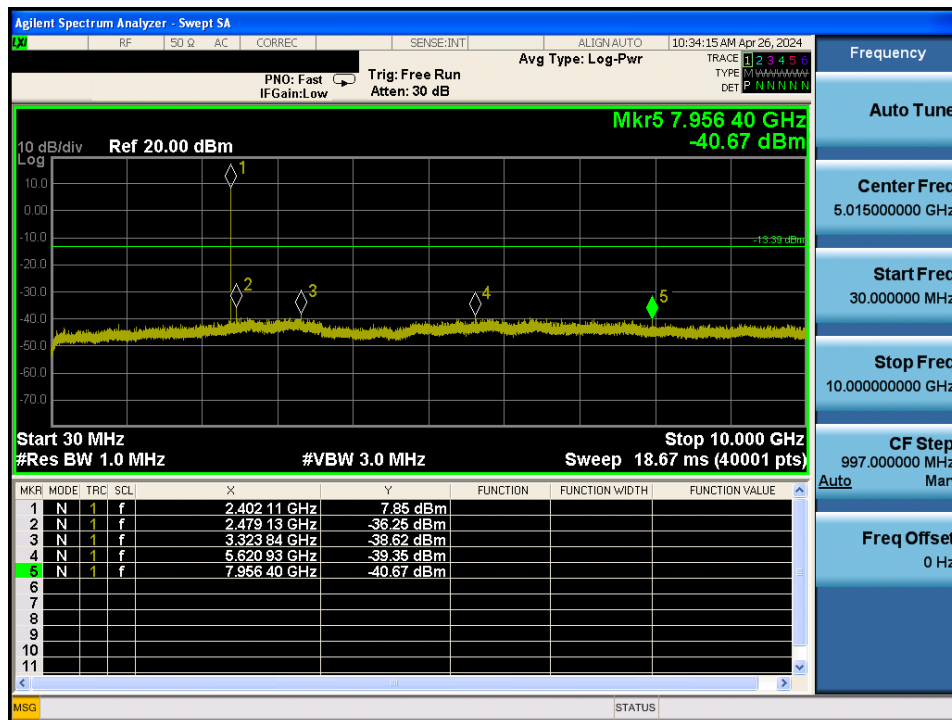 Agilent Spectrum Analyzer - Swept SA
LXI RF 50 Ω AC CORREC SENSE:INT ALIGN AUTO 10:34:15 AM Apr 26, 2024
Avg Type: Log-Pwr
TRACE 1 2 3 4 5 6
TYPE M WWWWW
DET P N N N N N
PNO: Fast
IFGain:Low
Trig: Free Run
Atten: 30 dB
Mkr5 7.956 40 GHz
-40.67 dBm
10 dB/div
Log
Ref 20.00 dBm
10.0
0.00
-10.0
-20.0
-30.0
-40.0
-50.0
-60.0
-70.0
1
2
3
4
5
-13.39 dBm
Start 30 MHz
Stop 10.000 GHz
#Res BW 1.0 MHz
#VBW 3.0 MHz
Sweep 18.67 ms (40001 pts)
MKR MODE TRC SCL X Y FUNCTION FUNCTION WIDTH FUNCTION VALUE
1 N 1 f 2.402 11 GHz 7.85 dBm
2 N 1 f 2.479 13 GHz -36.25 dBm
3 N 1 f 3.323 84 GHz -38.62 dBm
4 N 1 f 5.620 93 GHz -39.35 dBm
5 N 1 f 7.956 40 GHz -40.67 dBm
6
7
8
9
10
11
MSG
STATUS
Frequency
Auto Tune
Center Freq
5.015000000 GHz
Start Freq
30.000000 MHz
Stop Freq
10.000000000 GHz
CF Step
997.000000 MHz
Auto Man
Freq Offset
0 Hz